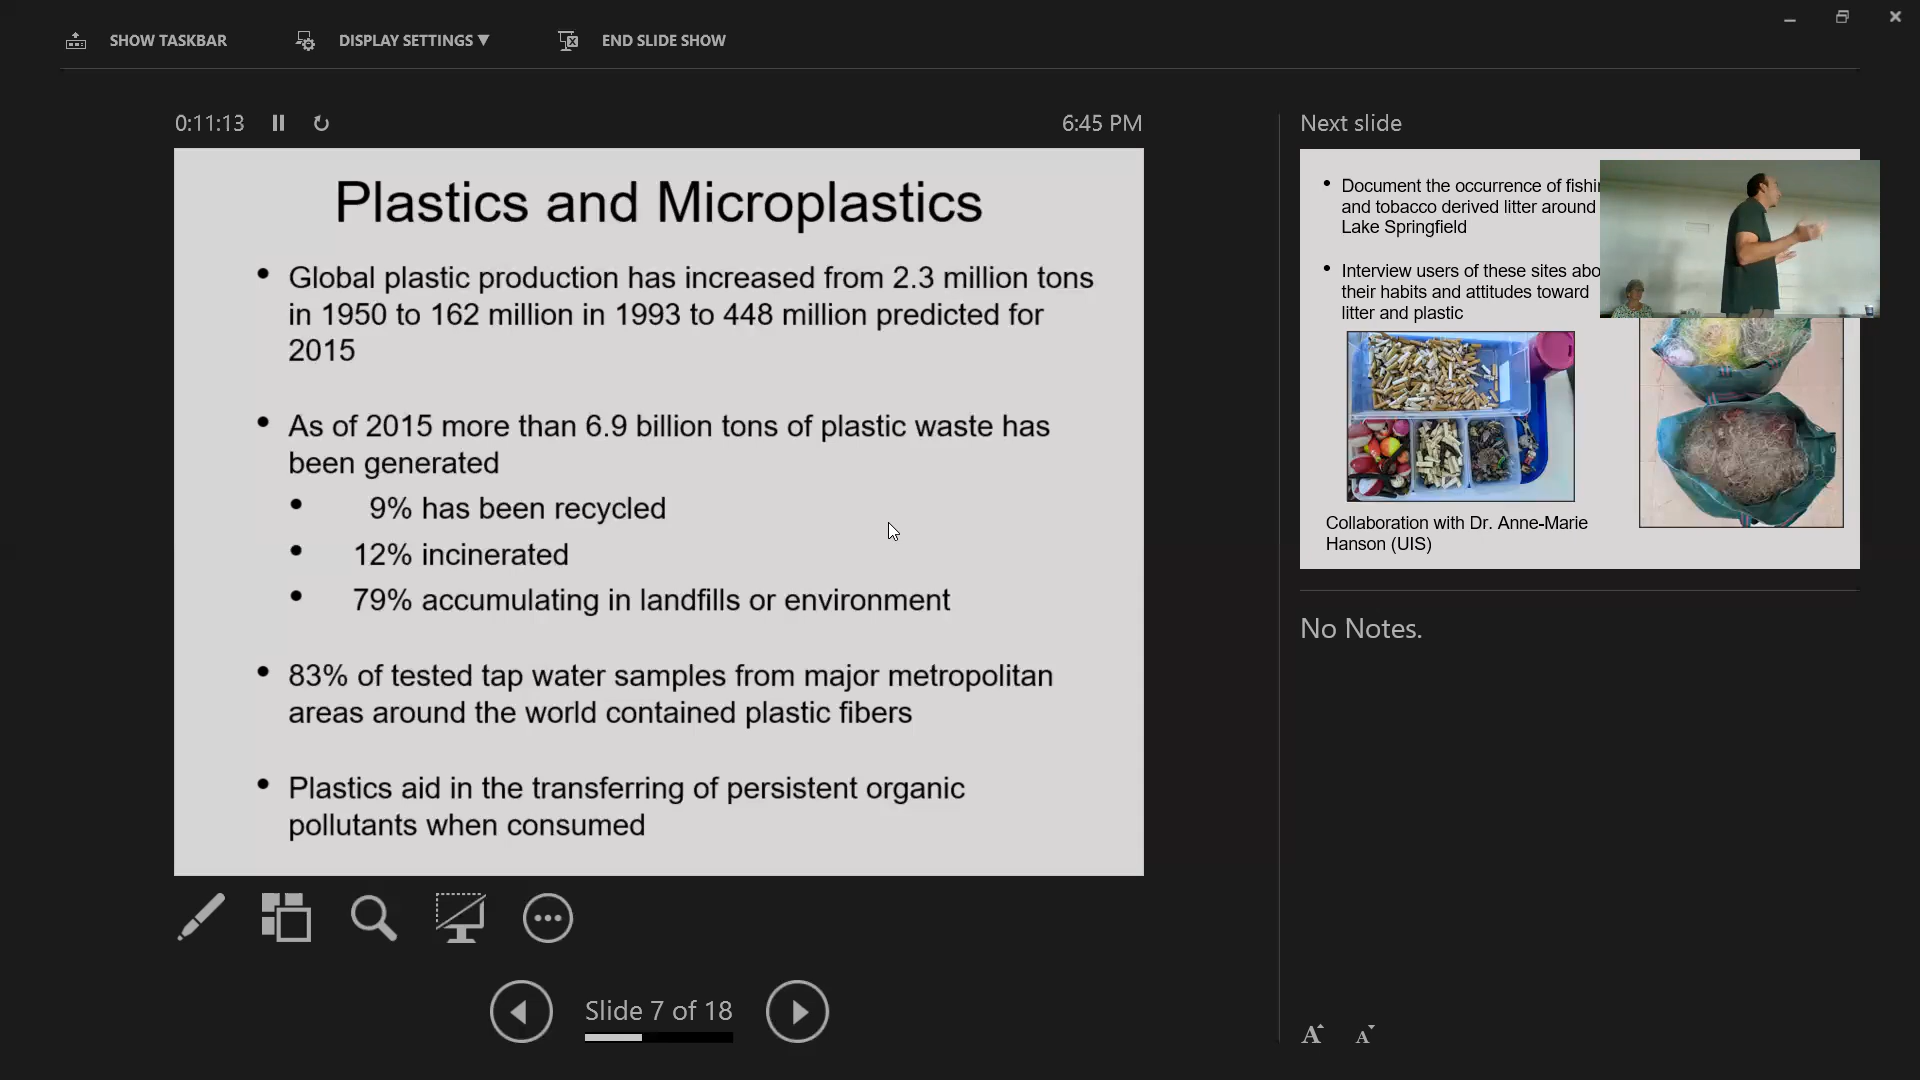 SHOW TASKBAR
DISPLAY SETTINGS ▼
END SLIDE SHOW
0:11:13
6:45 PM
Plastics and Microplastics
• Global plastic production has increased from 2.3 million tons
in 1950 to 162 million in 1993 to 448 million predicted for
2015
• As of 2015 more than 6.9 billion tons of plastic waste has
been generated
• 9% has been recycled
• 12% incinerated
• 79% accumulating in landfills or environment
• 83% of tested tap water samples from major metropolitan
areas around the world contained plastic fibers
• Plastics aid in the transferring of persistent organic
pollutants when consumed
Slide 7 of 18
Next slide
• Document the occurrence of
and tobacco derived litter around
Lake Springfield
• Interview users of these sites
their habits and attitudes toward
litter and plastic
Collaboration with Dr. Anne-Marie
Hanson (UIS)
No Notes.
A A